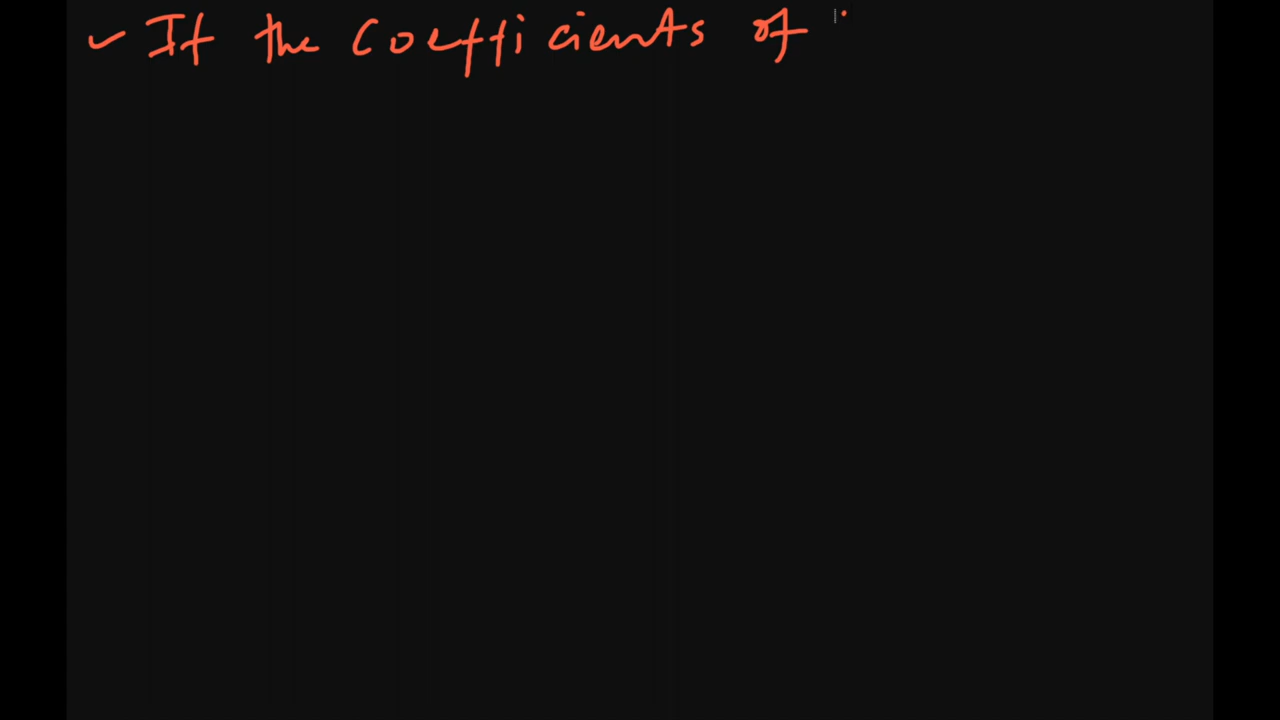 ✓ If the coefficients of